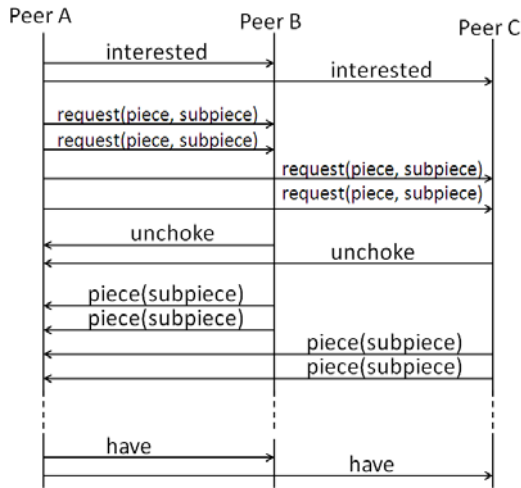 Peer A
Peer B
Peer C
interested
interested
request(piece, subpiece)
request(piece, subpiece)
request(piece, subpiece)
request(piece, subpiece)
unchoke
unchoke
piece(subpiece)
piece(subpiece)
piece(subpiece)
piece(subpiece)
have
have